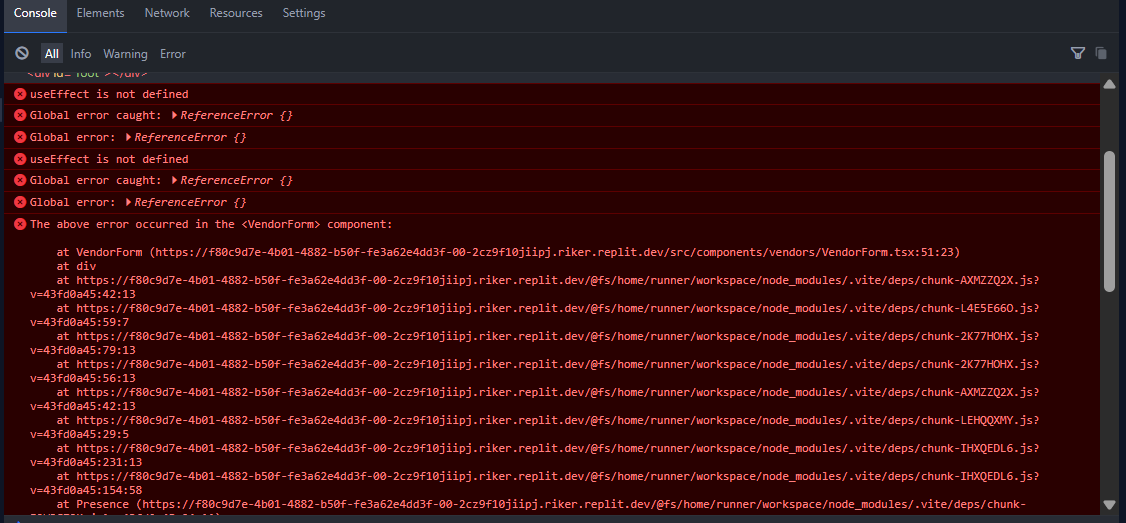 Console Elements Network Resources Settings
All Info Warning Error
useEffect is not defined
Global error caught: ▶ ReferenceError {}
Global error: ▶ ReferenceError {}
useEffect is not defined
Global error caught: ▶ ReferenceError {}
Global error: ▶ ReferenceError {}
The above error occurred in the <VendorForm> component:
at VendorForm (https://f80c9d7e-4b01-4882-b50f-fe3a62e4dd3f-00-2cz9f10jiipj.riker.replit.dev/src/components/vendors/VendorForm.tsx:51:23)
at div
at https://f80c9d7e-4b01-4882-b50f-fe3a62e4dd3f-00-2cz9f10jiipj.riker.replit.dev/@fs/home/runner/workspace/node_modules/.vite/deps/chunk-AXMZZQ2X.js?
v=43fd0a45:42:13
at https://f80c9d7e-4b01-4882-b50f-fe3a62e4dd3f-00-2cz9f10jiipj.riker.replit.dev/@fs/home/runner/workspace/node_modules/.vite/deps/chunk-L4E5E66O.js?
v=43fd0a45:59:7
at https://f80c9d7e-4b01-4882-b50f-fe3a62e4dd3f-00-2cz9f10jiipj.riker.replit.dev/@fs/home/runner/workspace/node_modules/.vite/deps/chunk-2K77HOHX.js?
v=43fd0a45:79:13
at https://f80c9d7e-4b01-4882-b50f-fe3a62e4dd3f-00-2cz9f10jiipj.riker.replit.dev/@fs/home/runner/workspace/node_modules/.vite/deps/chunk-2K77HOHX.js?
v=43fd0a45:56:13
at https://f80c9d7e-4b01-4882-b50f-fe3a62e4dd3f-00-2cz9f10jiipj.riker.replit.dev/@fs/home/runner/workspace/node_modules/.vite/deps/chunk-AXMZZQ2X.js?
v=43fd0a45:42:13
at https://f80c9d7e-4b01-4882-b50f-fe3a62e4dd3f-00-2cz9f10jiipj.riker.replit.dev/@fs/home/runner/workspace/node_modules/.vite/deps/chunk-LEHQQXMY.js?
v=43fd0a45:29:5
at https://f80c9d7e-4b01-4882-b50f-fe3a62e4dd3f-00-2cz9f10jiipj.riker.replit.dev/@fs/home/runner/workspace/node_modules/.vite/deps/chunk-IHXQEDL6.js?
v=43fd0a45:231:13
at https://f80c9d7e-4b01-4882-b50f-fe3a62e4dd3f-00-2cz9f10jiipj.riker.replit.dev/@fs/home/runner/workspace/node_modules/.vite/deps/chunk-IHXQEDL6.js?
v=43fd0a45:154:58
at Presence (https://f80c9d7e-4b01-4882-b50f-fe3a62e4dd3f-00-2cz9f10jiipj.riker.replit.dev/@fs/home/runner/workspace/node_modules/.vite/deps/chunk-